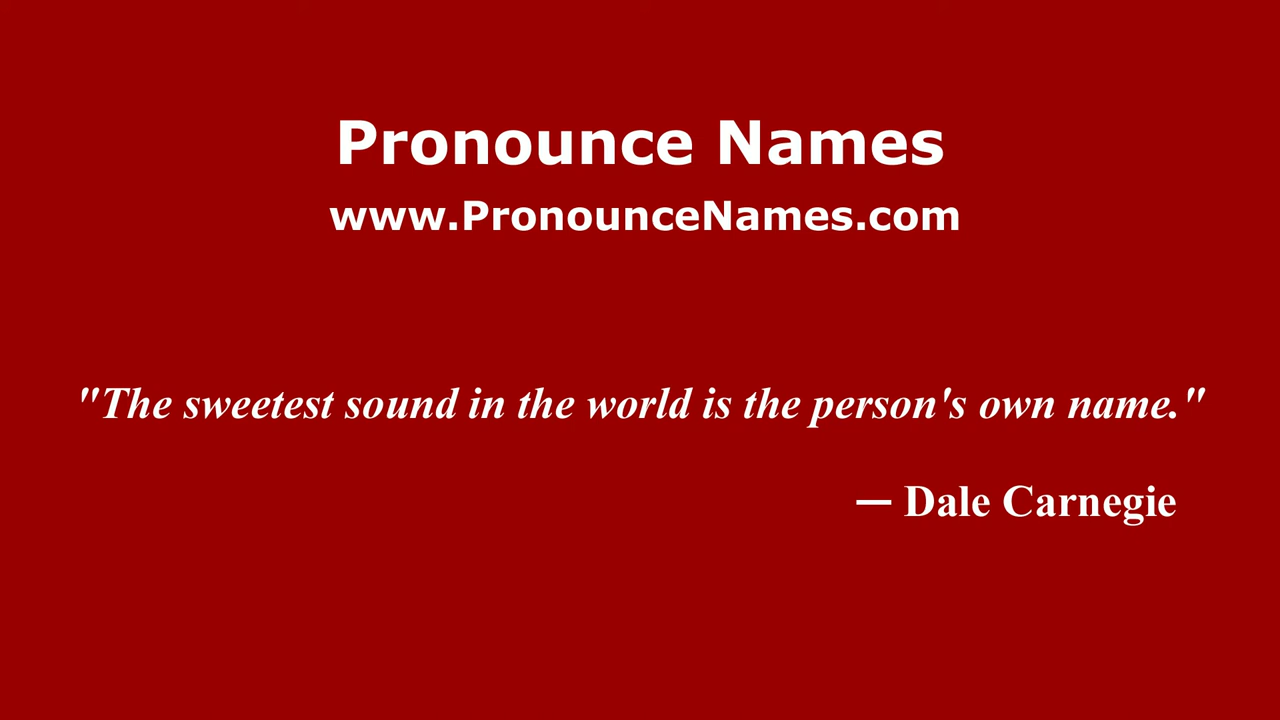 Pronounce Names
www.PronounceNames.com
"The sweetest sound in the world is the person's own name."
— Dale Carnegie